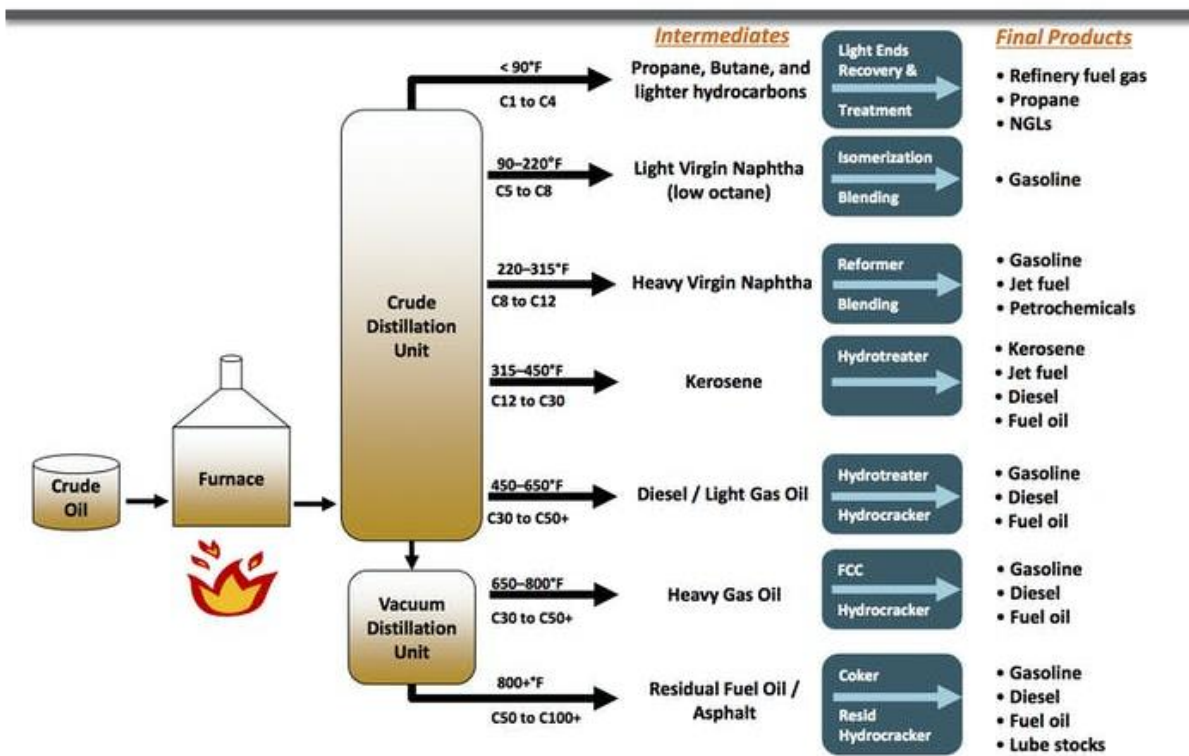 Intermediates
Final Products
< 90°F
C1 to C4
Propane, Butane, and
lighter hydrocarbons
Light Ends
Recovery &
Treatment
• Refinery fuel gas
• Propane
• NGLs
90–220°F
C5 to C8
Light Virgin Naphtha
(low octane)
Isomerization
Blending
• Gasoline
220–315°F
C8 to C12
Heavy Virgin Naphtha
Reformer
Blending
• Gasoline
• Jet fuel
• Petrochemicals
Crude
Distillation
Unit
315–450°F
C12 to C30
Kerosene
Hydrotreater
• Kerosene
• Jet fuel
• Diesel
• Fuel oil
Crude
Oil
Furnace
450–650°F
C30 to C50+
Diesel / Light Gas Oil
Hydrotreater
Hydrocracker
• Gasoline
• Diesel
• Fuel oil
Vacuum
Distillation
Unit
650–800°F
C30 to C50+
Heavy Gas Oil
FCC
Hydrocracker
• Gasoline
• Diesel
• Fuel oil
800+°F
C50 to C100+
Residual Fuel Oil /
Asphalt
Coker
Resid
Hydrocracker
• Gasoline
• Diesel
• Fuel oil
• Lube stocks